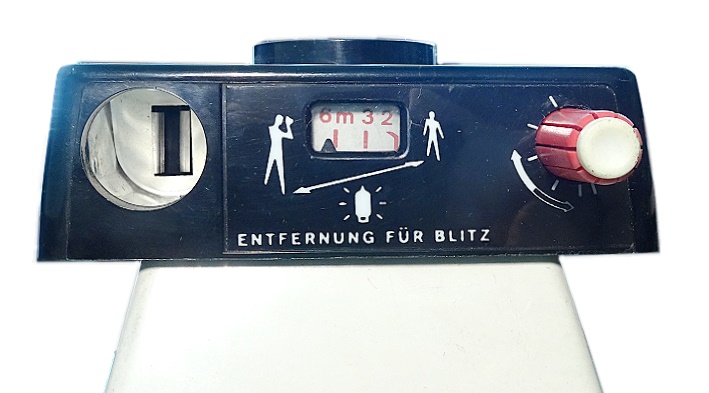 6m 3 2
ENTFERNUNG FÜR BLITZ